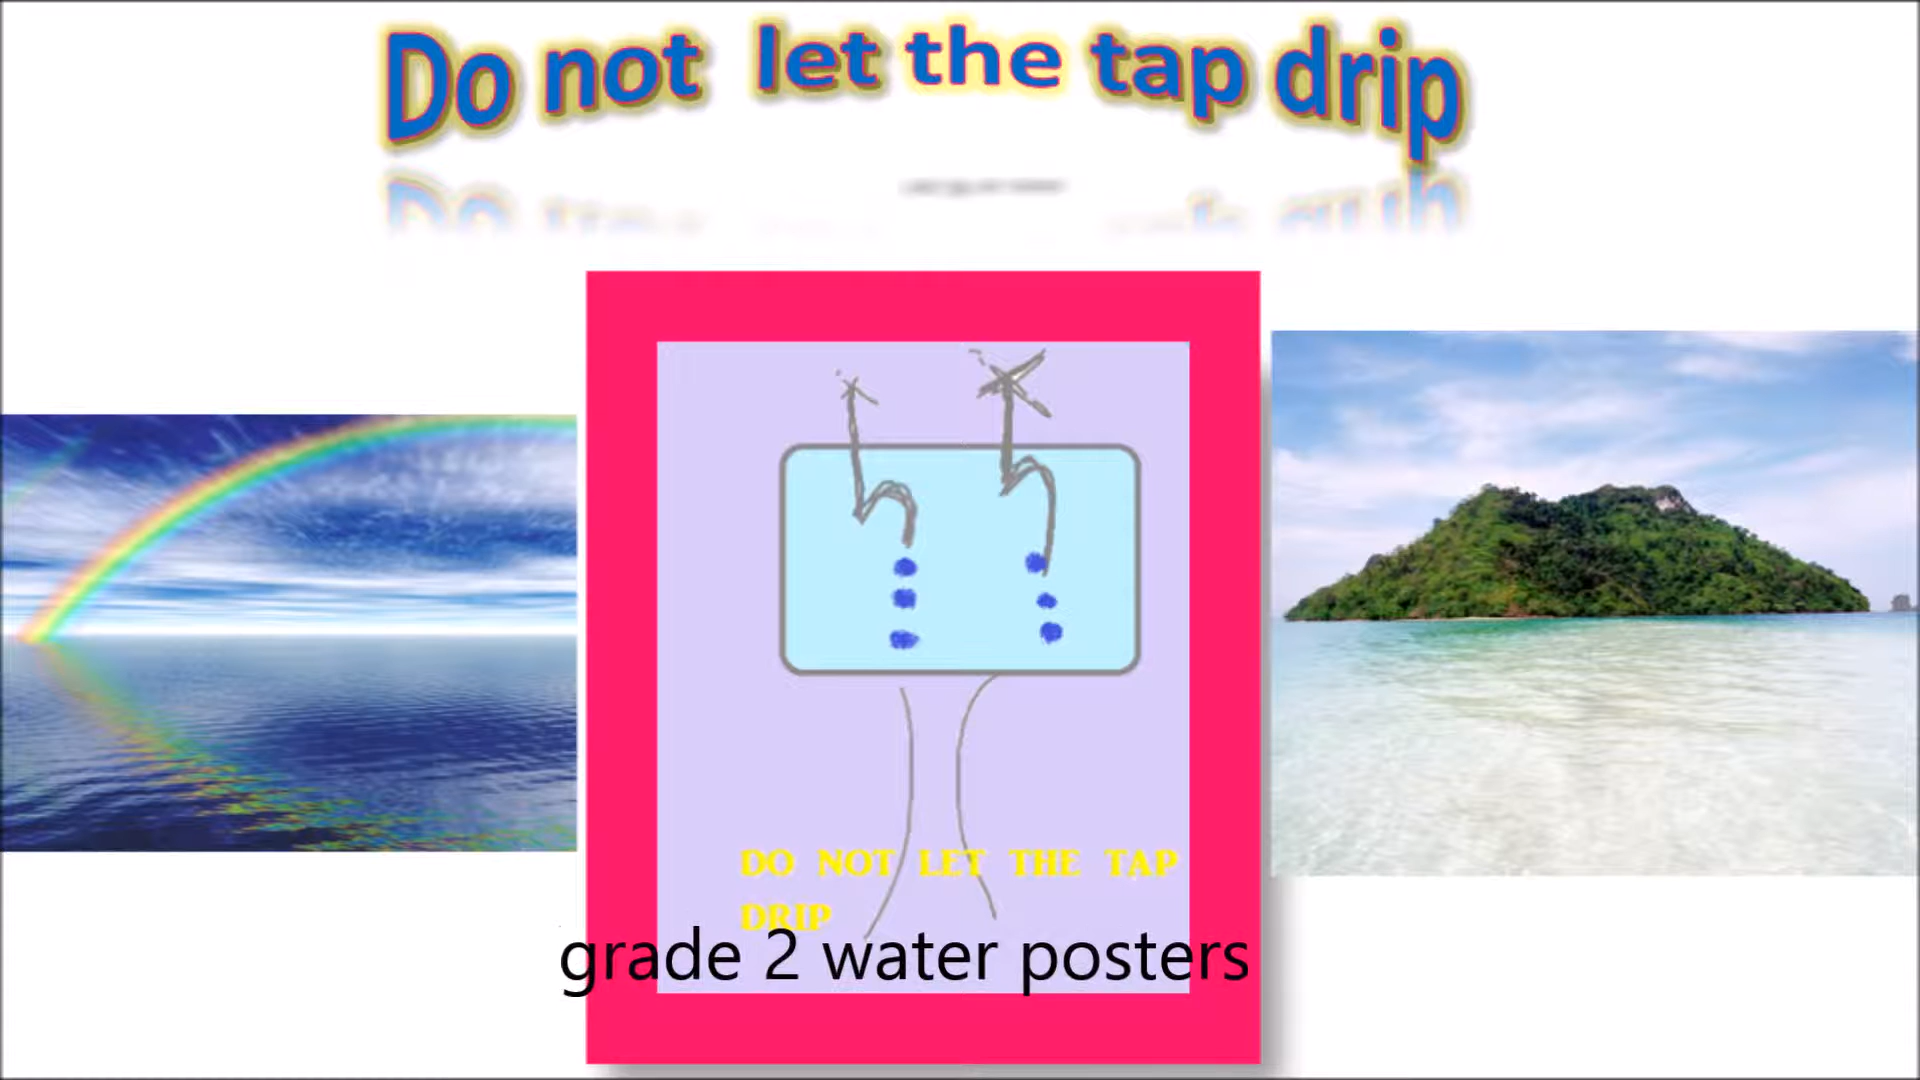 Do not let the tap drip
DO NOT LET THE TAP
DRIP
grade 2 water posters